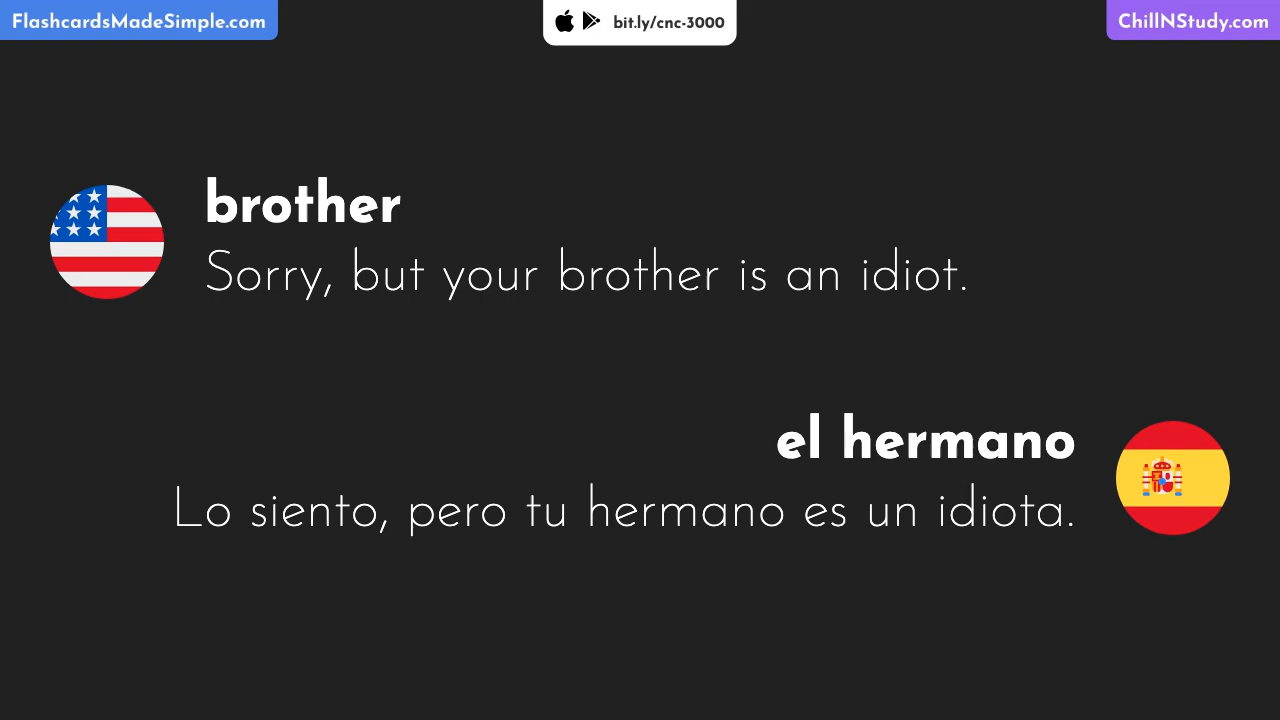 FlashcardsMadeSimple.com
bit.ly/cnc-3000
ChillNStudy.com
brother
Sorry, but your brother is an idiot.
el hermano
Lo siento, pero tu hermano es un idiota.